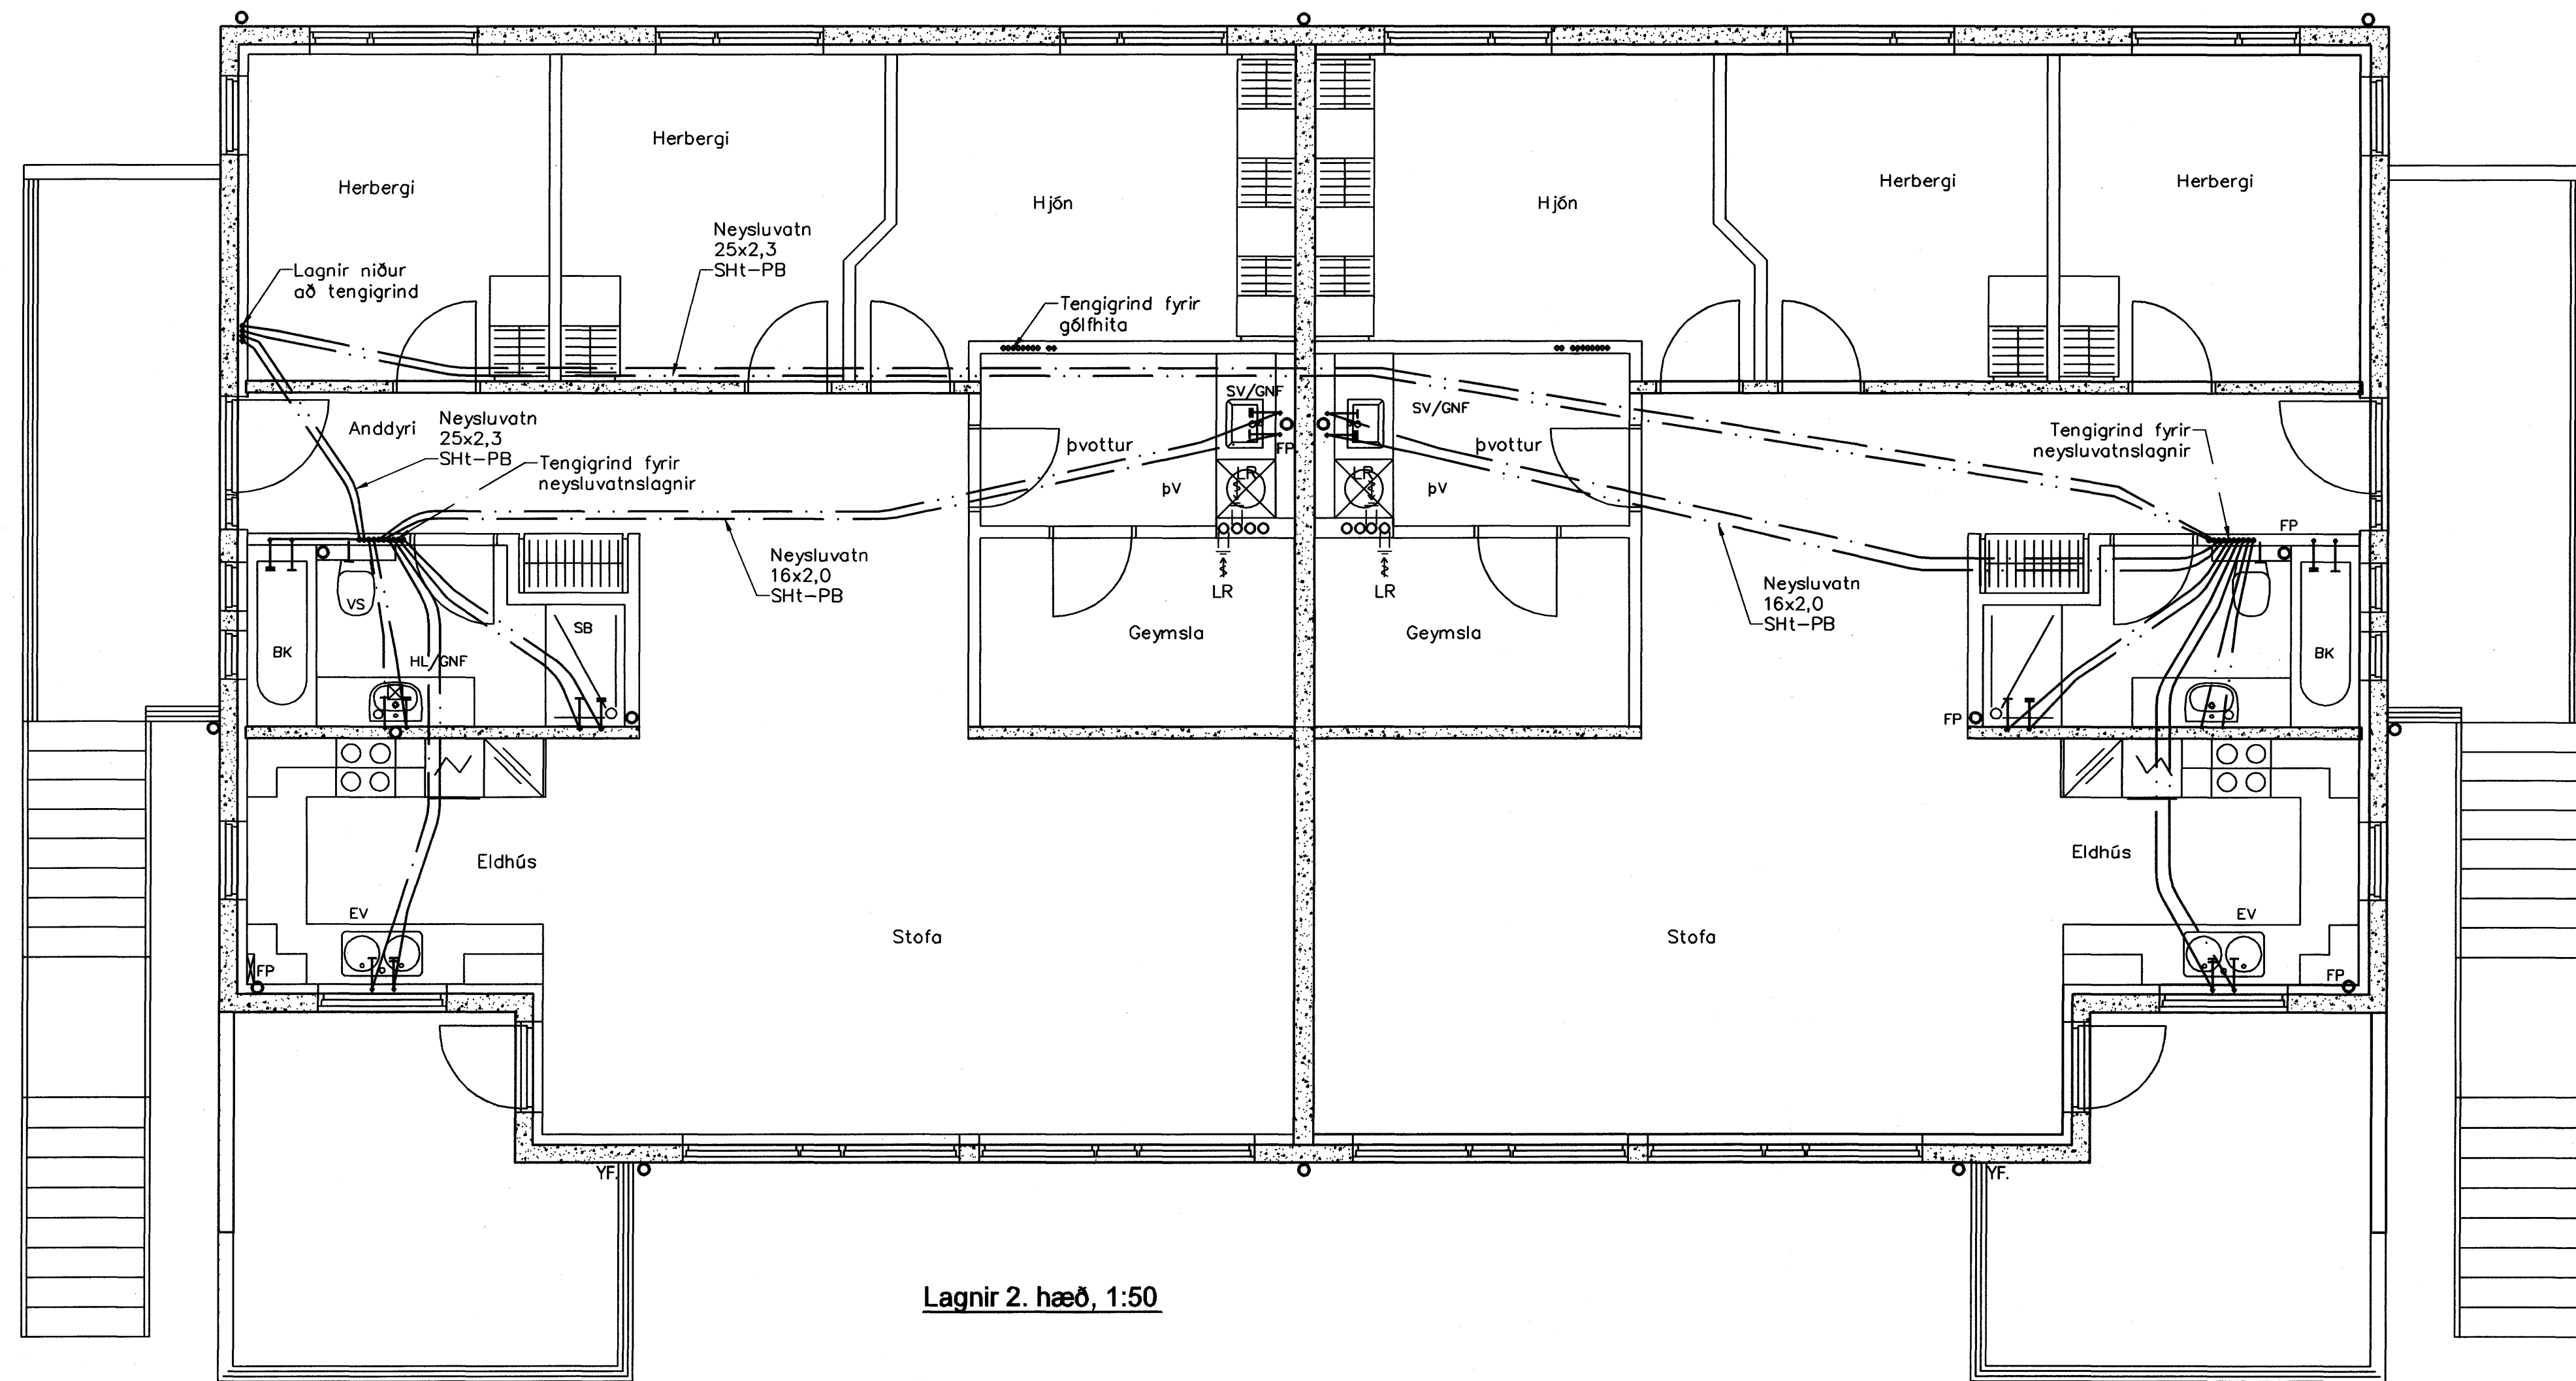 Herbergi
Herbergi
Hjón
Hjón
Herbergi
Herbergi
Neysluvatn
25x2,3
SHt-PB
Lagnir niður
að tengigrind
Tengigrind fyrir
gólfhita
Anddyri
Neysluvatn
25x2,3
SHt-PB
Tengigrind fyrir
neysluvatnslagnir
SV/GNF
FP
þvottur
LR
þV
SV/GNF
þvottur
LR
þV
Tengigrind fyrir
neysluvatnslagnir
FP
Neysluvatn
16x2,0
SHt-PB
LR
LR
Neysluvatn
16x2,0
SHt-PB
VS
BK
HL/GNF
SB
Geymsla
Geymsla
BK
FP
Eldhús
EV
FP
Stofa
Stofa
Eldhús
EV
FP
YF.
YF.
Lagnir 2. hæð, 1:50